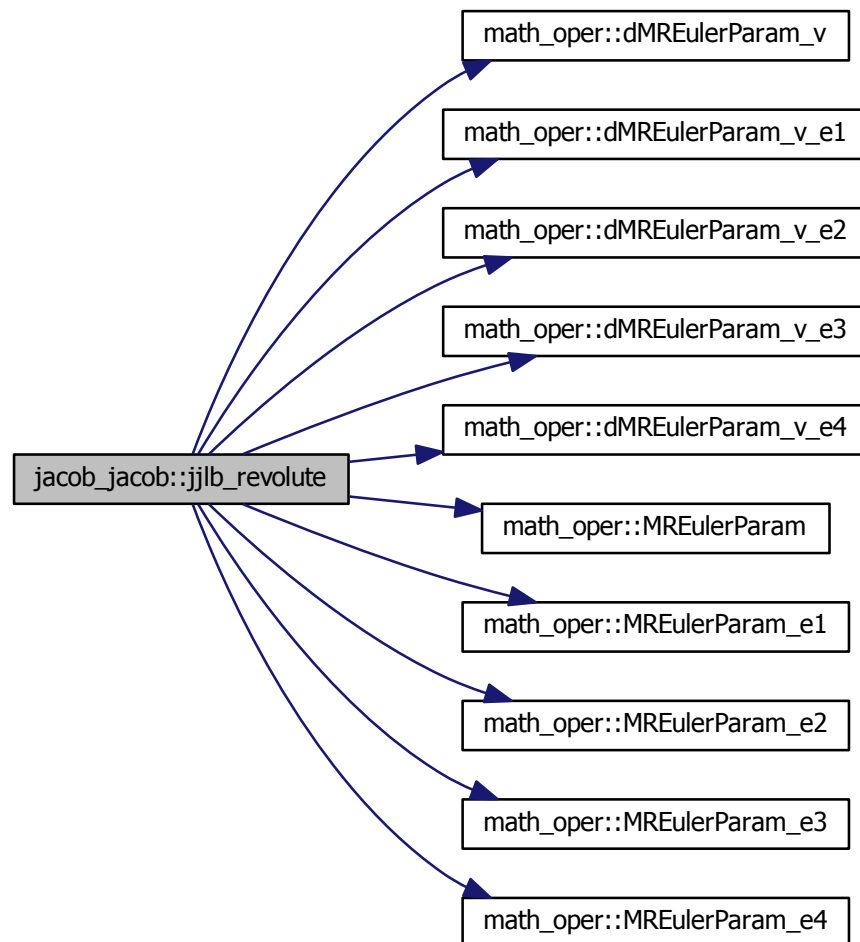 math_oper::dMREulerParam_v
math_oper::dMREulerParam_v_e1
math_oper::dMREulerParam_v_e2
math_oper::dMREulerParam_v_e3
math_oper::dMREulerParam_v_e4
jacob_jacob::jjlb_revolute
math_oper::MREulerParam
math_oper::MREulerParam_e1
math_oper::MREulerParam_e2
math_oper::MREulerParam_e3
math_oper::MREulerParam_e4